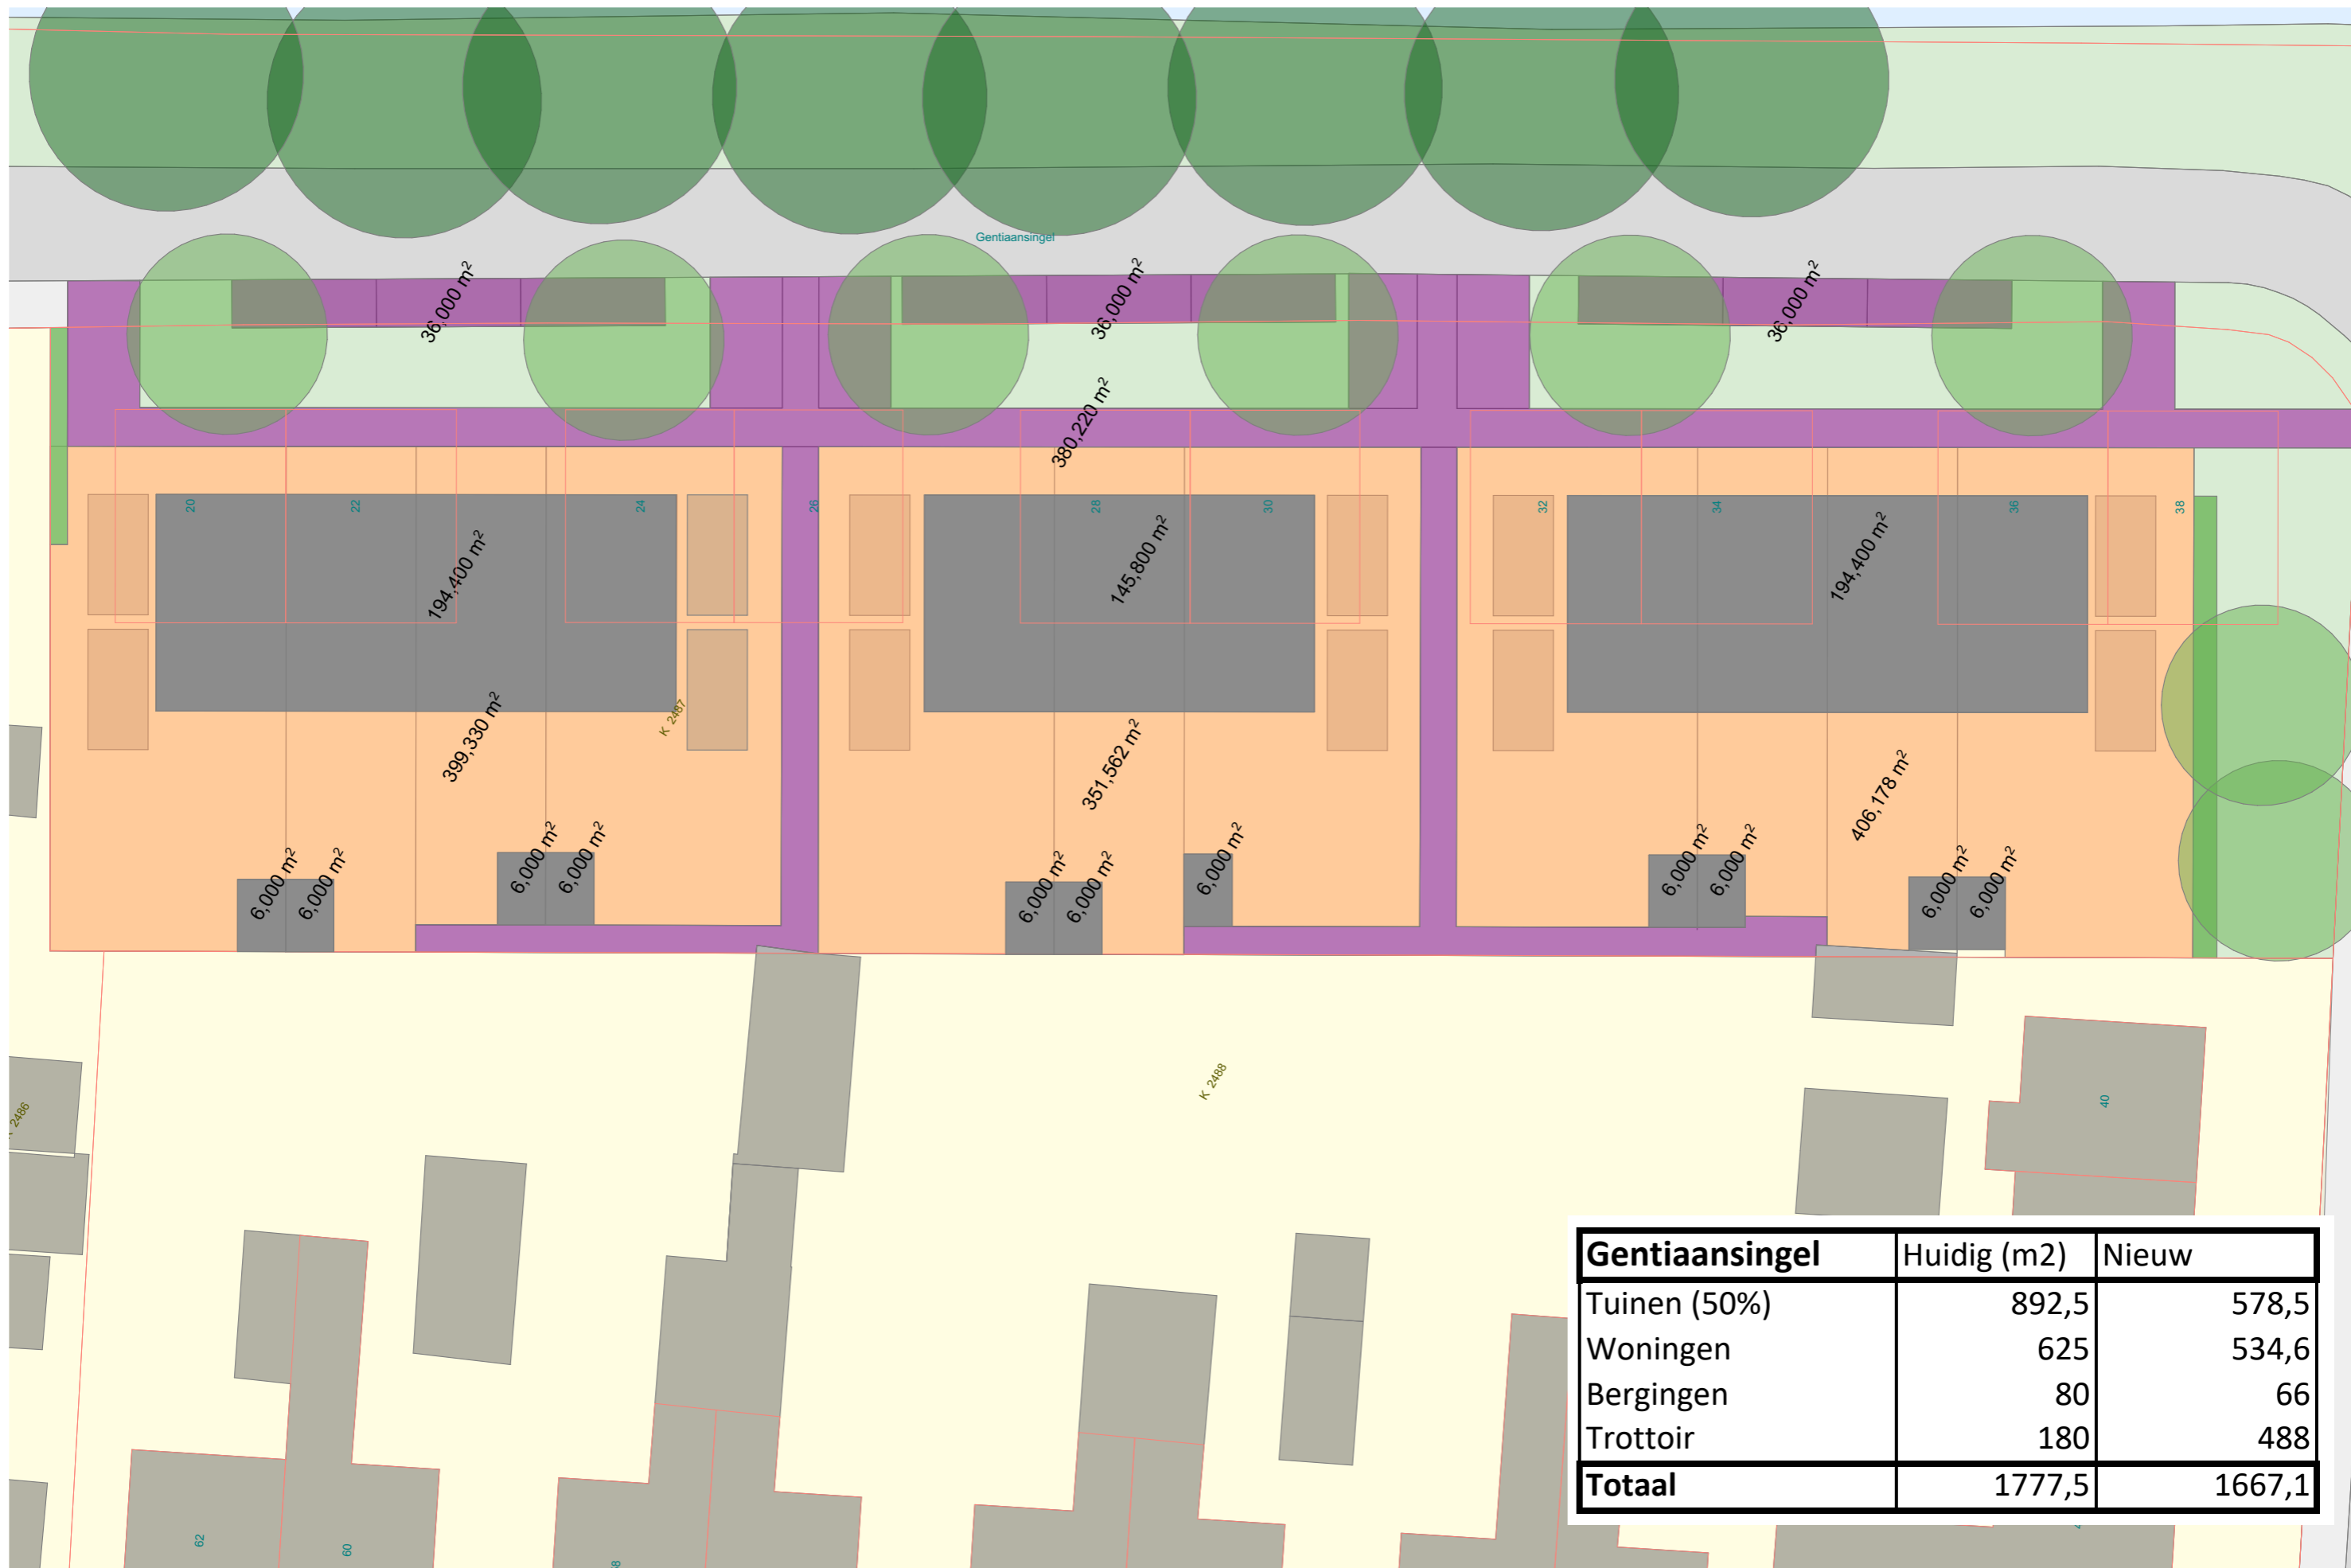 Gentiaansingel
36,000 m²
36,000 m²
36,000 m²
380,220 m²
20
22
24
26
28
30
32
34
36
38
194,400 m²
145,800 m²
194,400 m²
K 2487
399,330 m²
351,562 m²
406,178 m²
6,000 m²
6,000 m²
6,000 m²
6,000 m²
6,000 m²
6,000 m²
6,000 m²
6,000 m²
6,000 m²
6,000 m²
6,000 m²
K 2488
2486
40
62
60
Gentiaansingel Huidig (m2) Nieuw
Tuinen (50%) 892,5 578,5
Woningen 625 534,6
Bergingen 80 66
Trottoir 180 488
Totaal 1777,5 1667,1